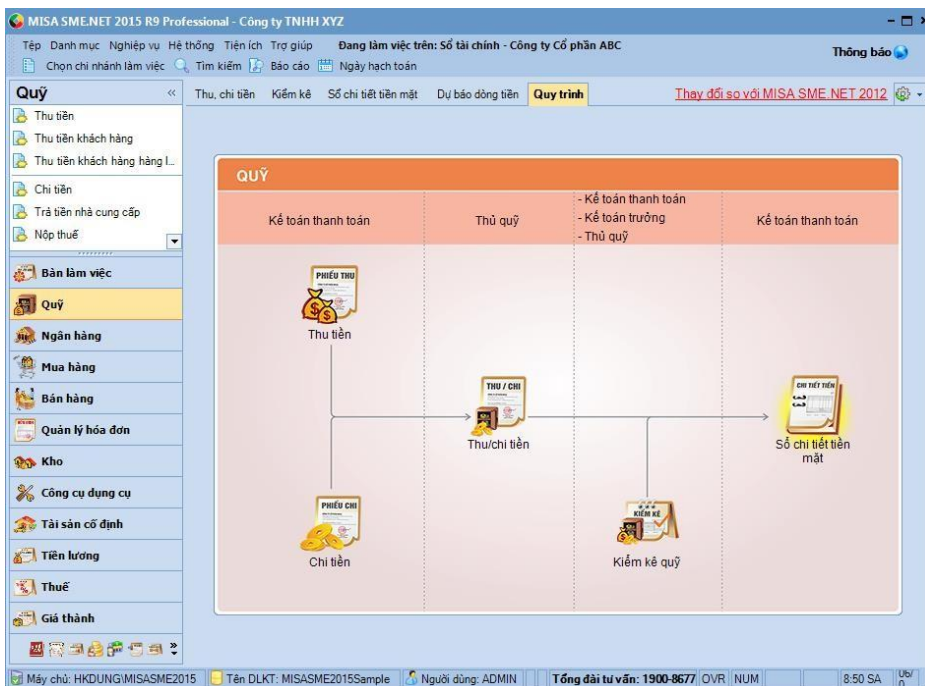 MISA SME.NET 2015 R9 Professional - Công ty TNHH XYZ
Tệp Danh mục Nghiệp vụ Hệ thống Tiện ích Trợ giúp Đang làm việc trên: Sổ tài chính - Công ty Cổ phần ABC
Thông báo
Chọn chi nhánh làm việc Tìm kiếm Báo cáo Ngày hạch toán
Quỹ «
Thu, chi tiền Kiểm kê Sổ chi tiết tiền mặt Dự báo dòng tiền Quy trình Thay đổi so với MISA SME.NET 2012
Thu tiền
Thu tiền khách hàng
Thu tiền khách hàng hàng l...
Chi tiền
Trả tiền nhà cung cấp
Nộp thuế
Bàn làm việc
Quỹ
Ngân hàng
Mua hàng
Bán hàng
Quản lý hóa đơn
Kho
Công cụ dụng cụ
Tài sản cố định
Tiền lương
Thuế
Giá thành
QUỸ
Kế toán thanh toán
Thủ quỹ
- Kế toán thanh toán
- Kế toán trưởng
- Thủ quỹ
Kế toán thanh toán
PHIẾU THU
Thu tiền
THU / CHI
Thu/chi tiền
CHI TIẾT TIỀN
Sổ chi tiết tiền
mặt
PHIẾU CHI
Chi tiền
KIỂM KÊ
Kiểm kê quỹ
Máy chủ: HKDUNG\MISASME2015 Tên DLKT: MISASME2015Sample Người dùng: ADMIN Tổng đài tư vấn: 1900-8677 OVR NUM 8:50 SA